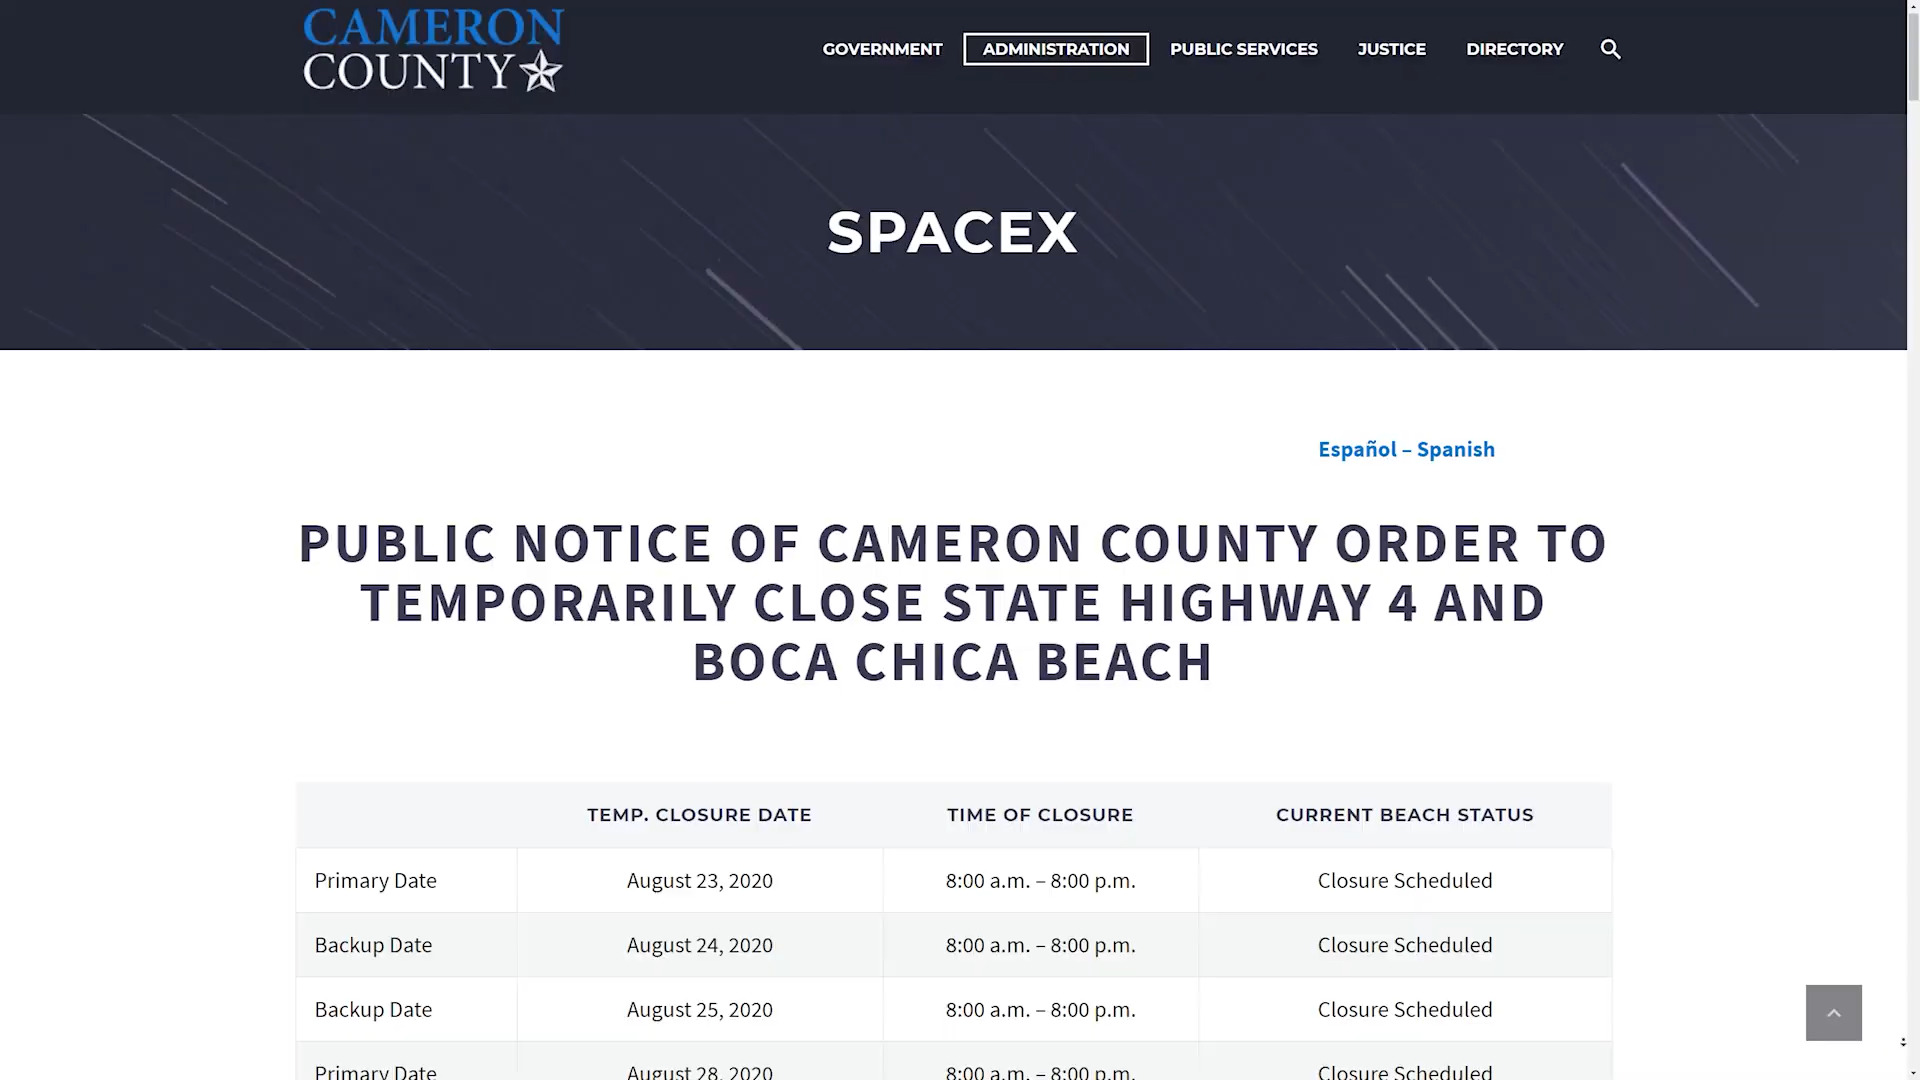 CAMERON
COUNTY
GOVERNMENT ADMINISTRATION PUBLIC SERVICES JUSTICE DIRECTORY
SPACEX
Español – Spanish
PUBLIC NOTICE OF CAMERON COUNTY ORDER TO
TEMPORARILY CLOSE STATE HIGHWAY 4 AND
BOCA CHICA BEACH
TEMP. CLOSURE DATE TIME OF CLOSURE CURRENT BEACH STATUS
Primary Date August 23, 2020 8:00 a.m. – 8:00 p.m. Closure Scheduled
Backup Date August 24, 2020 8:00 a.m. – 8:00 p.m. Closure Scheduled
Backup Date August 25, 2020 8:00 a.m. – 8:00 p.m. Closure Scheduled
Primary Date August 28, 2020 8:00 a.m. – 8:00 p.m. Closure Scheduled